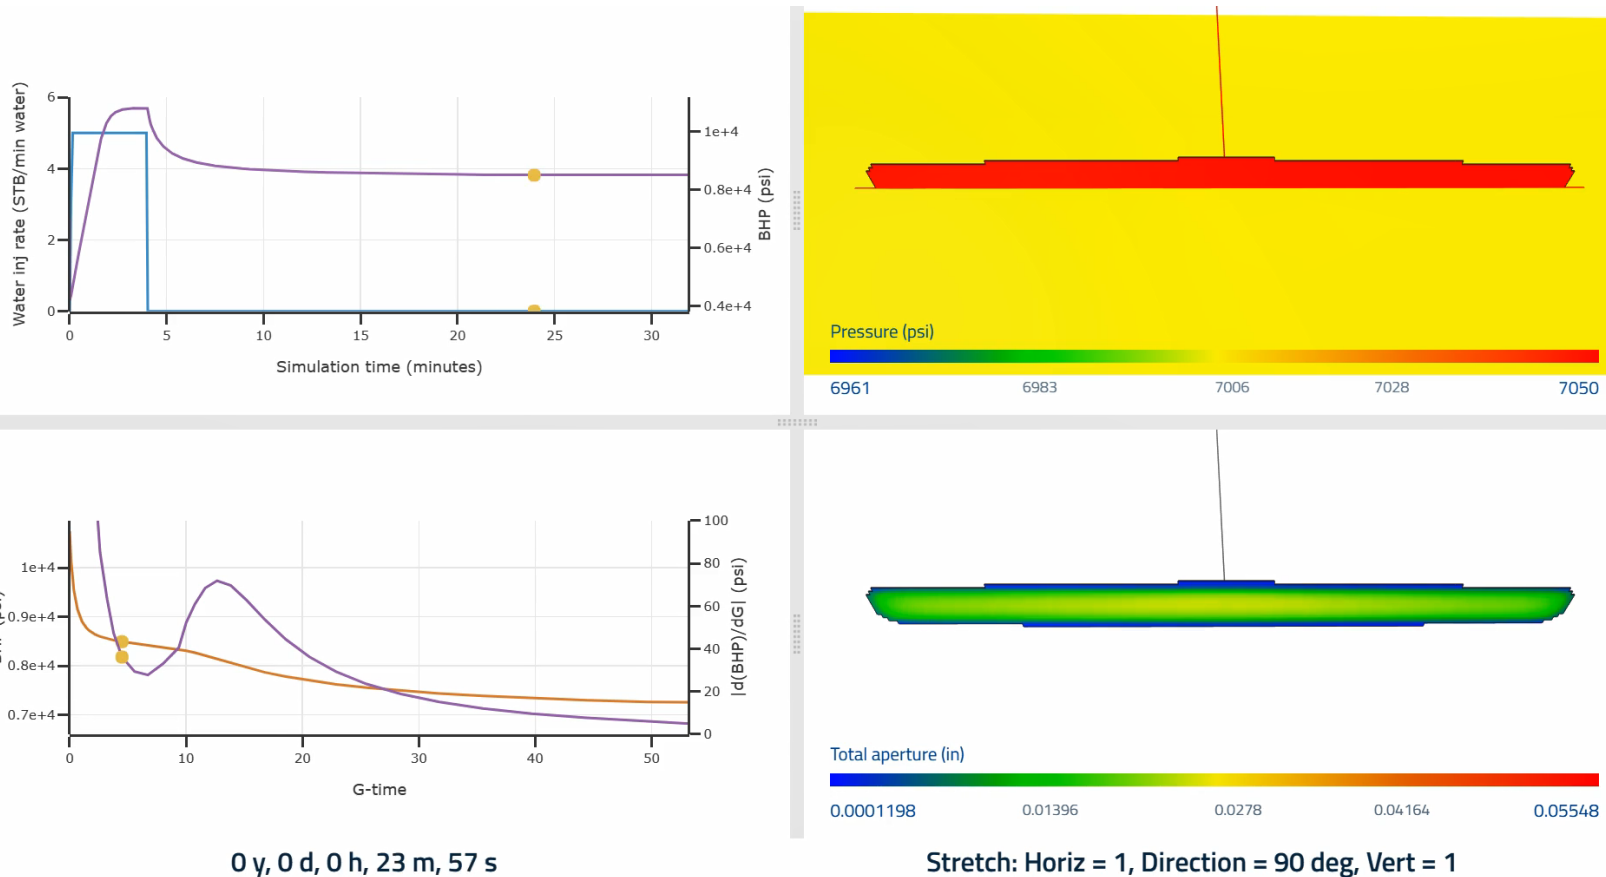 Water inj rate (STB/min water)
6
4
2
0
1e+4
0.8e+4
0.6e+4
0.4e+4
BHP (psi)
0 5 10 15 20 25 30
Simulation time (minutes)
Pressure (psi)
6961 6983 7006 7028 7050
1e+4
0.9e+4
0.8e+4
0.7e+4
100
80
60
40
20
0
|d(BHP)/dG| (psi)
0 10 20 30 40 50
G-time
Total aperture (in)
0.0001198 0.01396 0.0278 0.04164 0.05548
0 y, 0 d, 0 h, 23 m, 57 s
Stretch: Horiz = 1, Direction = 90 deg, Vert = 1